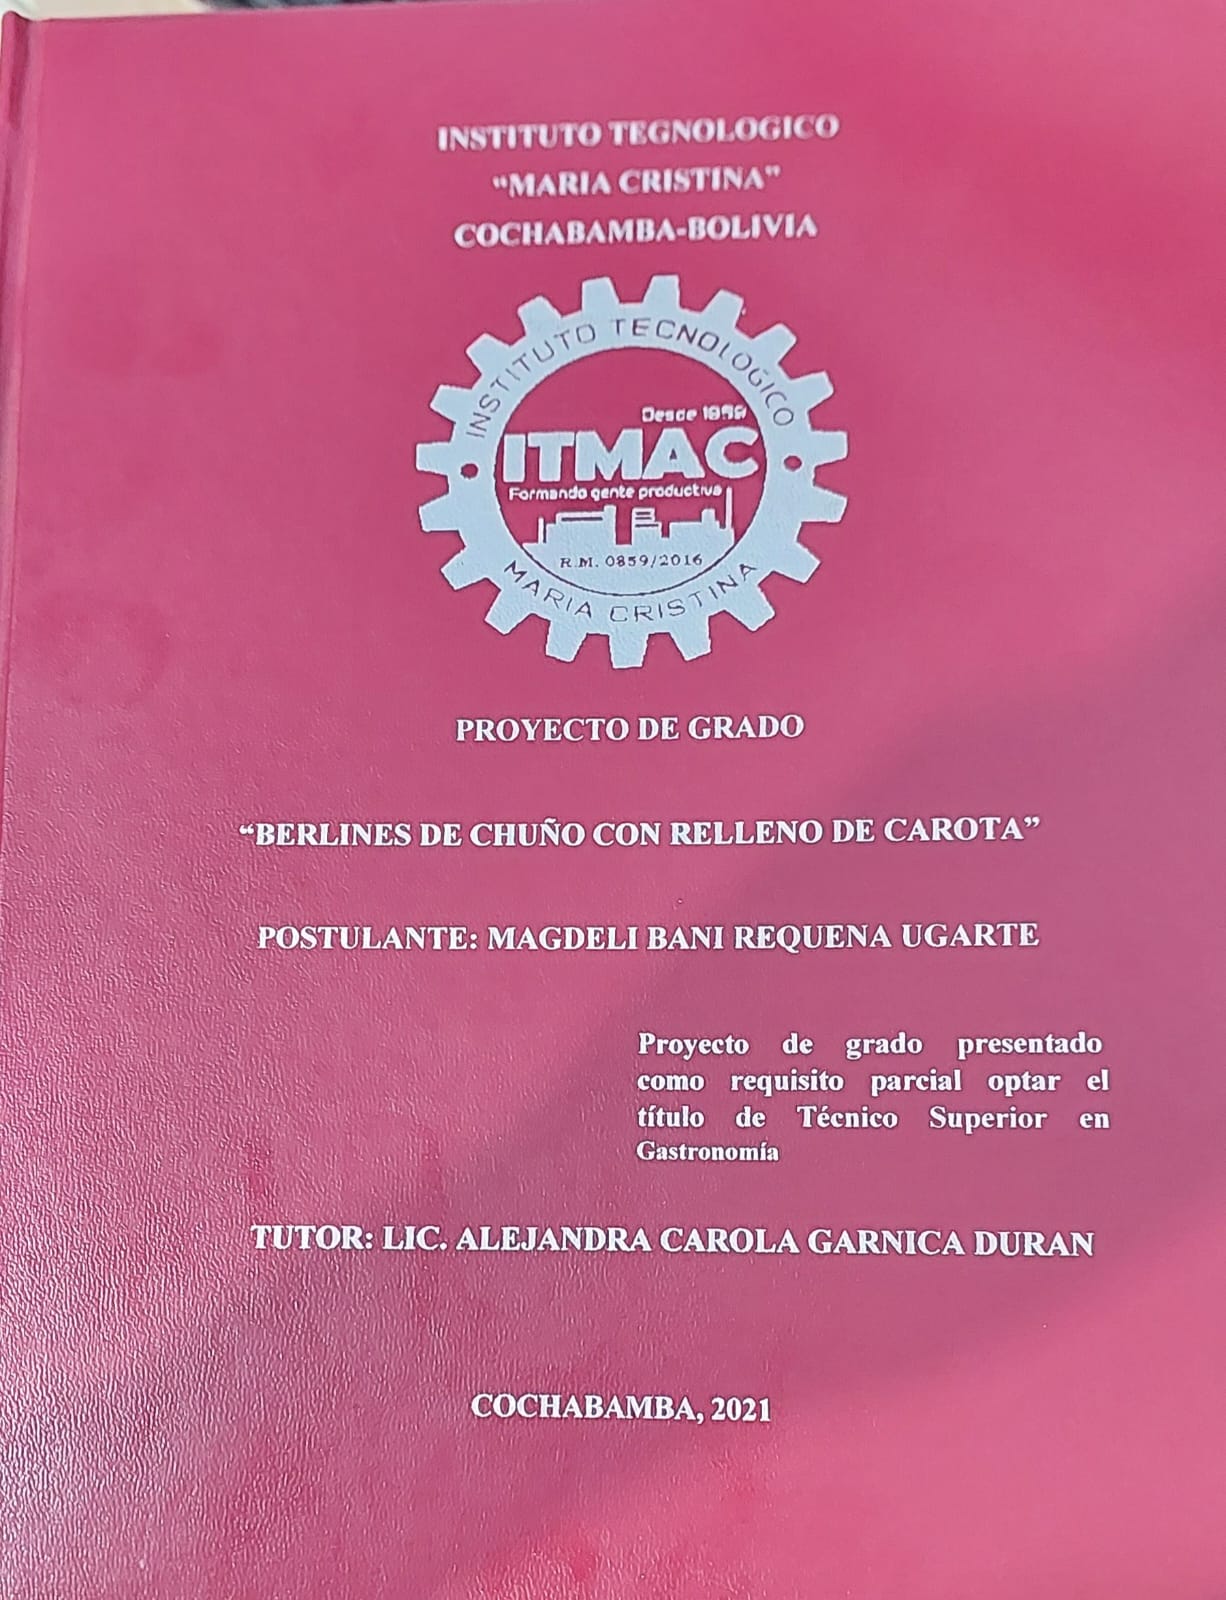 INSTITUTO TEGNOLOGICO
“MARIA CRISTINA”
COCHABAMBA-BOLIVIA
INSTITUTO TECNOLOGICO
Desde 1959
ITMAC
Formando gente productiva
R.M. 0859/2016
MARIA CRISTINA
PROYECTO DE GRADO
“BERLINES DE CHUÑO CON RELLENO DE CAROTA”
POSTULANTE: MAGDELI BANI REQUENA UGARTE
Proyecto de grado presentado
como requisito parcial optar el
título de Técnico Superior en
Gastronomía
TUTOR: LIC. ALEJANDRA CAROLA GARNICA DURAN
COCHABAMBA, 2021